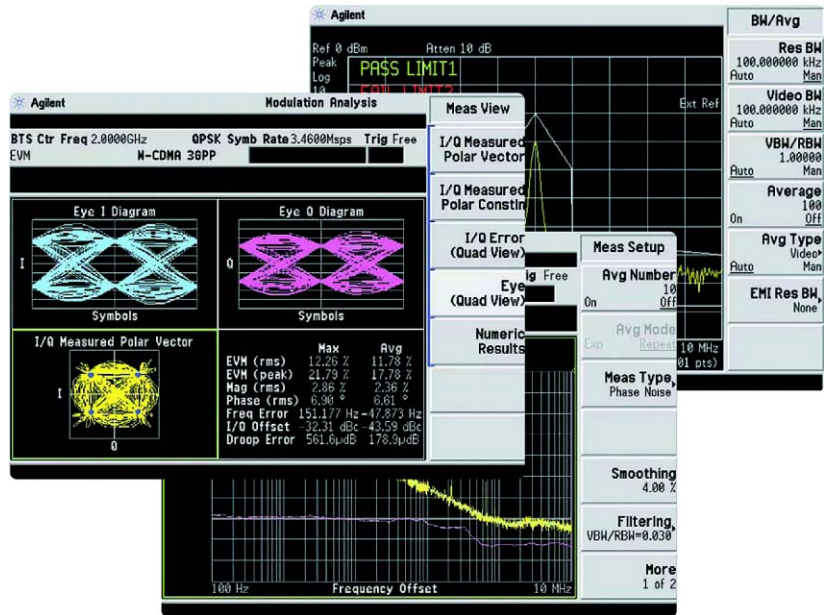 Agilent
BW/Avg
Ref 0 dBm Atten 10 dB
Peak
Log
10
PASS LIMIT1
FAIL LIMIT2
Ext Ref
Res BW
100.000000 kHz
Auto Man
Video BW
100.000000 kHz
Auto Man
VBW/RBW
1.00000
Auto Man
Average
100
On Off
Avg Type
Video
Auto Man
EMI Res BW
None
10 MHz
01 pts)
Agilent Modulation Analysis
Meas View
BTS Ctr Freq 2.0000GHz QPSK Symb Rate 3.4600Msps Trig Free
EVM W-CDMA 3GPP
I/Q Measured
Polar Vector
I/Q Measured
Polar Constln
I/Q Error
(Quad View)
Eye
(Quad View)
Numeric
Results
Eye I Diagram
I
Symbols
Eye Q Diagram
Q
Symbols
I/Q Measured Polar Vector
I
Q
Max Avg
EVM (rms) 12.26 % 11.78 %
EVM (peak) 21.79 % 17.78 %
Mag (rms) 2.86 % 2.36 %
Phase (rms) 6.90 ° 6.61 °
Freq Error 151.177 Hz -47.873 Hz
I/Q Offset -32.31 dBc -43.59 dBc
Droop Error 561.6µdB 178.9µdB
Meas Setup
ig Free
Avg Number
10
On Off
Avg Mode
Exp Repeat
Meas Type
Phase Noise
Smoothing
4.00 %
Filtering
VBW/RBW=0.030
More
1 of 2
100 Hz Frequency Offset 10 MHz